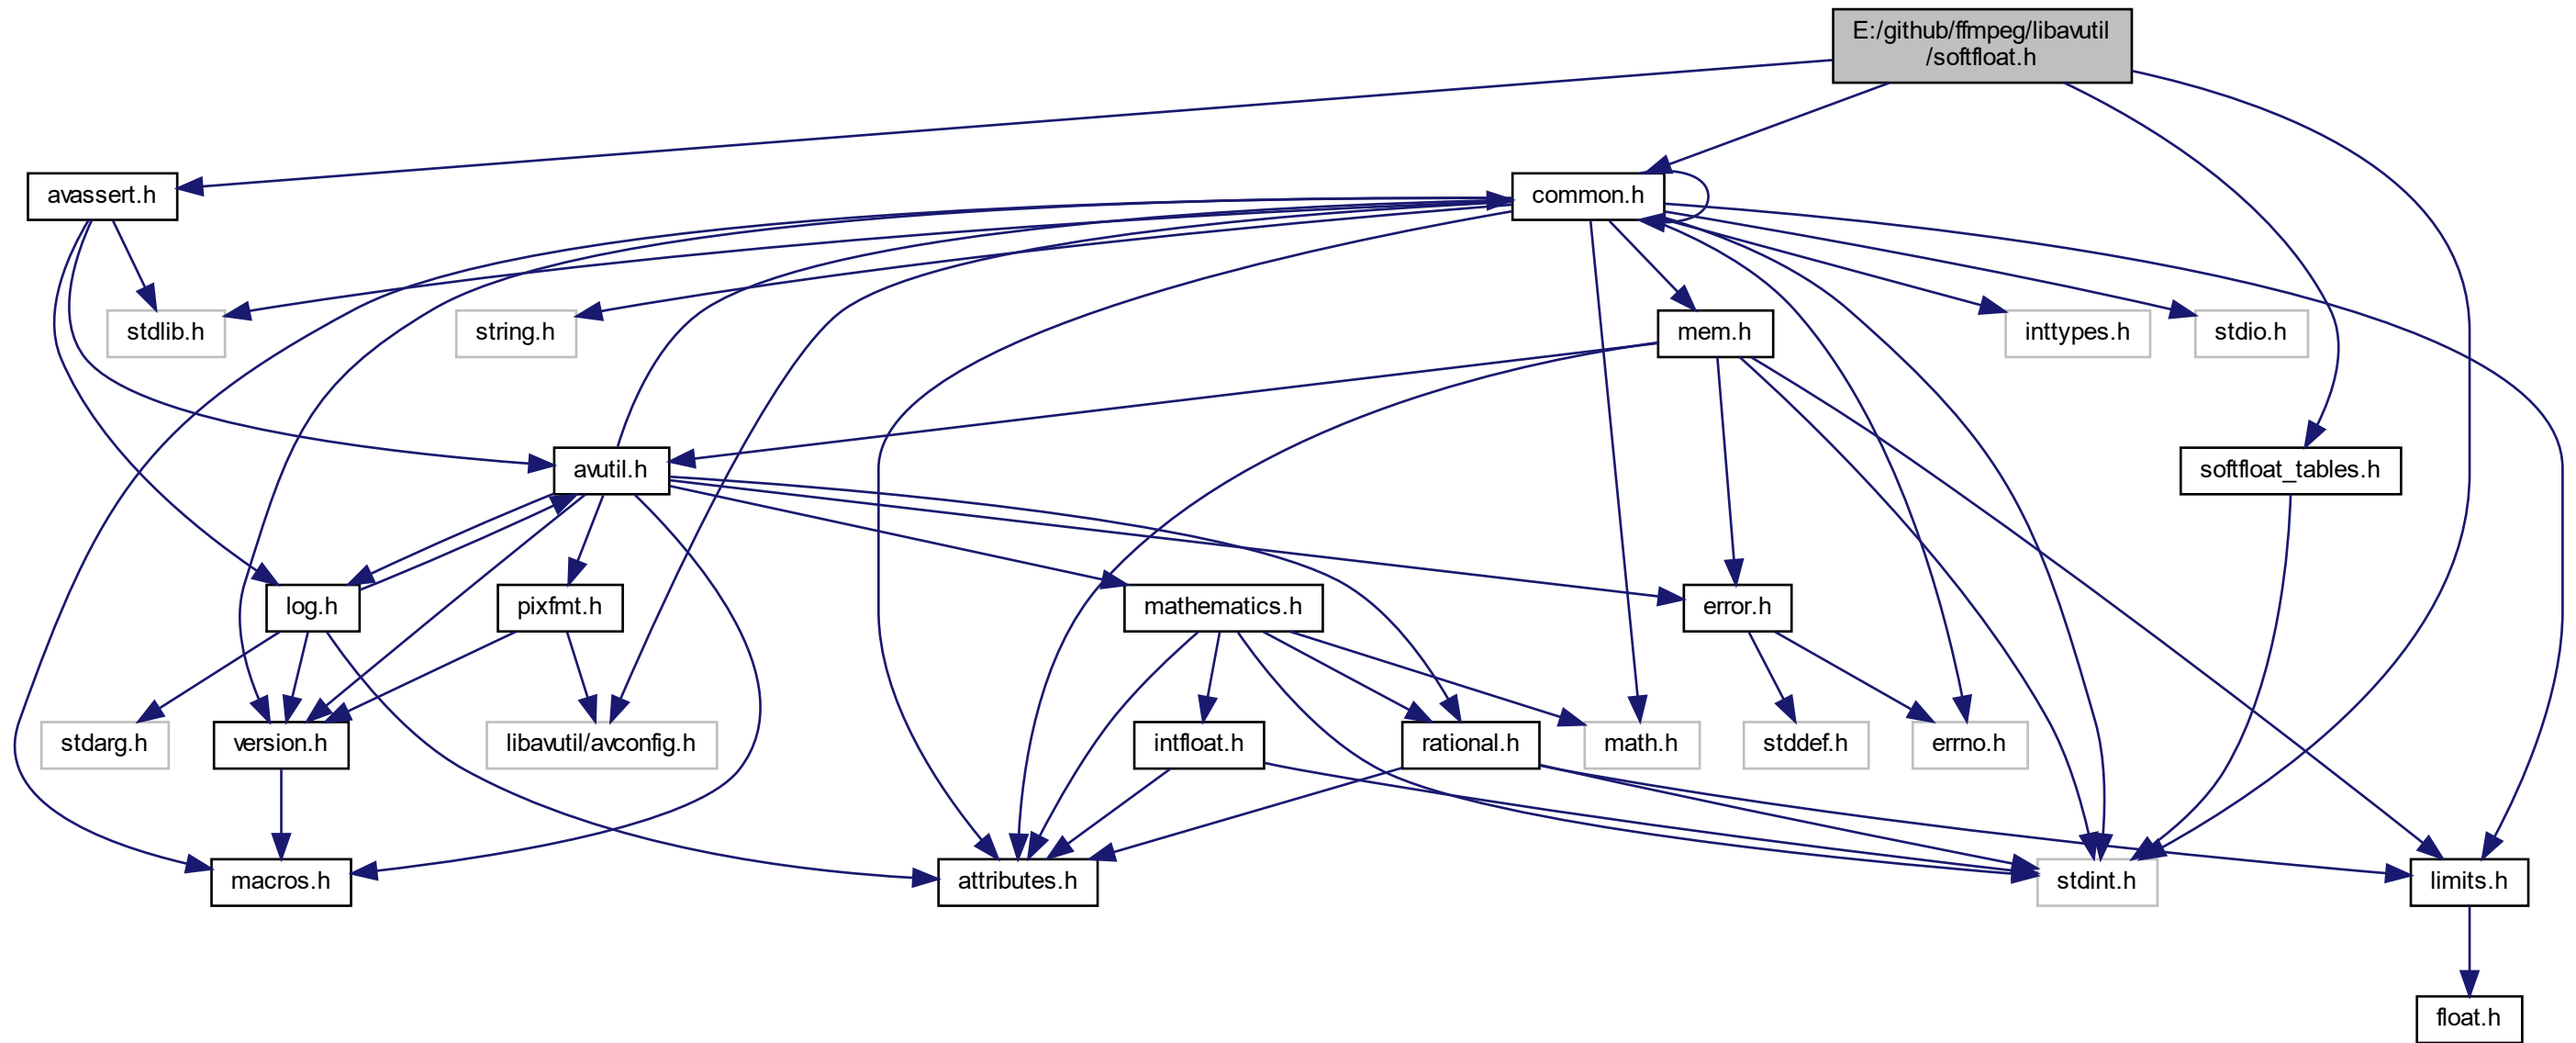 E:/github/ffmpeg/libavutil
/softfloat.h
avassert.h
common.h
stdlib.h
string.h
mem.h
inttypes.h
stdio.h
avutil.h
softfloat_tables.h
log.h
pixfmt.h
mathematics.h
error.h
stdarg.h
version.h
libavutil/avconfig.h
intfloat.h
rational.h
math.h
stddef.h
errno.h
macros.h
attributes.h
stdint.h
limits.h
float.h